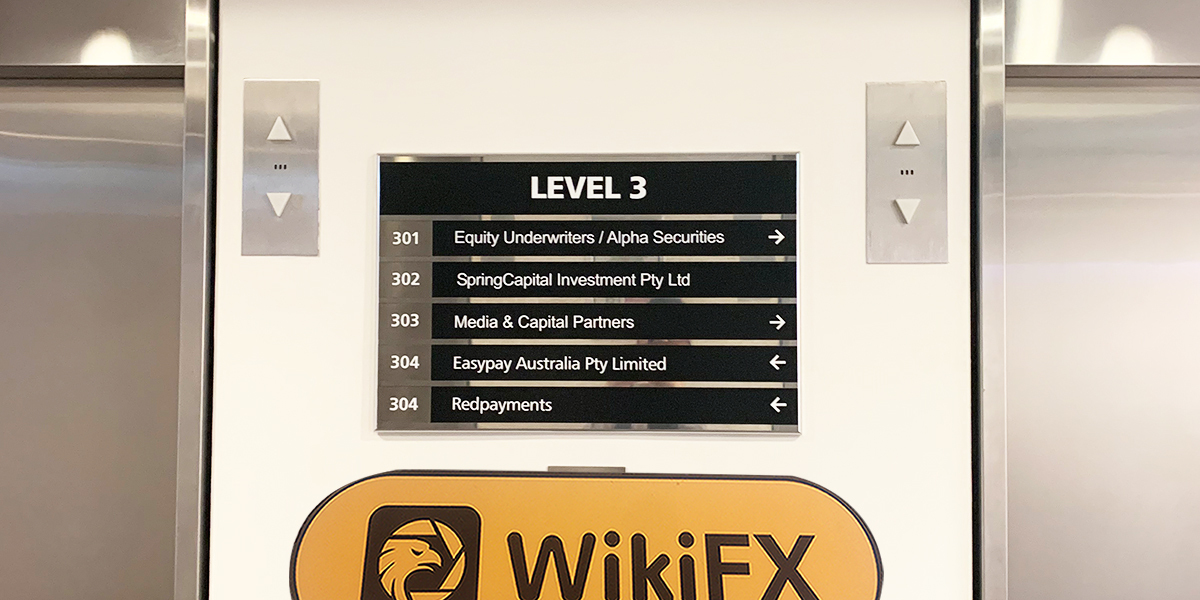 LEVEL 3
301 Equity Underwriters / Alpha Securities →
302 SpringCapital Investment Pty Ltd
303 Media & Capital Partners →
304 Easypay Australia Pty Limited ←
304 Redpayments ←
WikiFX